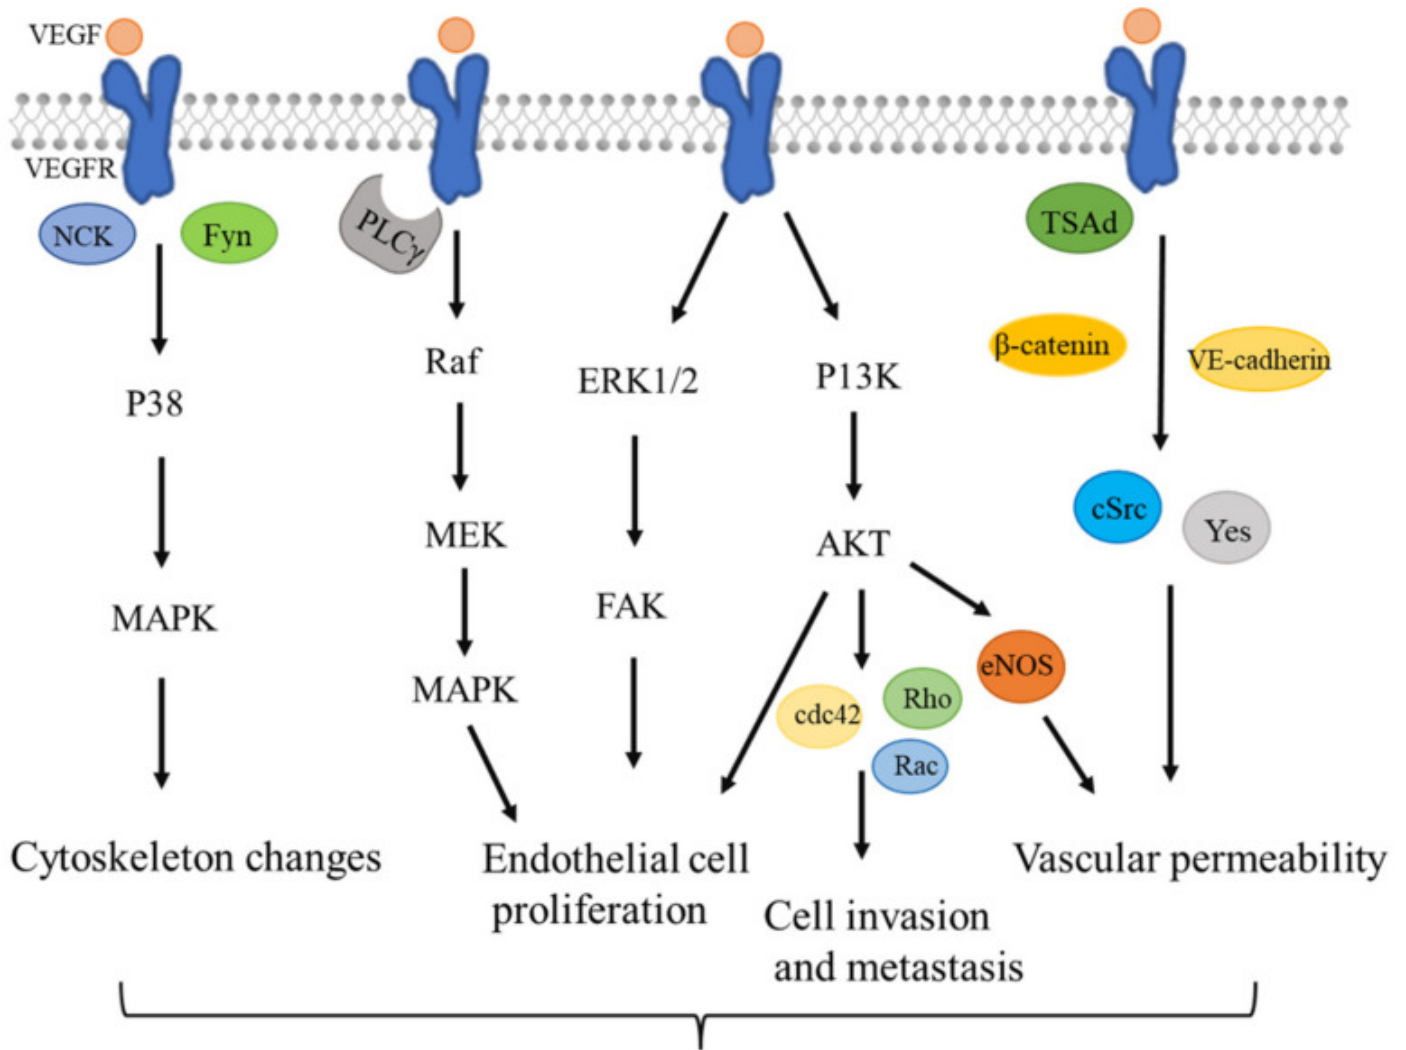 VEGF
VEGFR
NCK
Fyn
P38
MAPK
Cytoskeleton changes
PLCγ
Raf
MEK
MAPK
ERK1/2
FAK
Endothelial cell
proliferation
P13K
AKT
cdc42
Rho
Rac
eNOS
Cell invasion
and metastasis
TSAd
β-catenin
VE-cadherin
cSrc
Yes
Vascular permeability